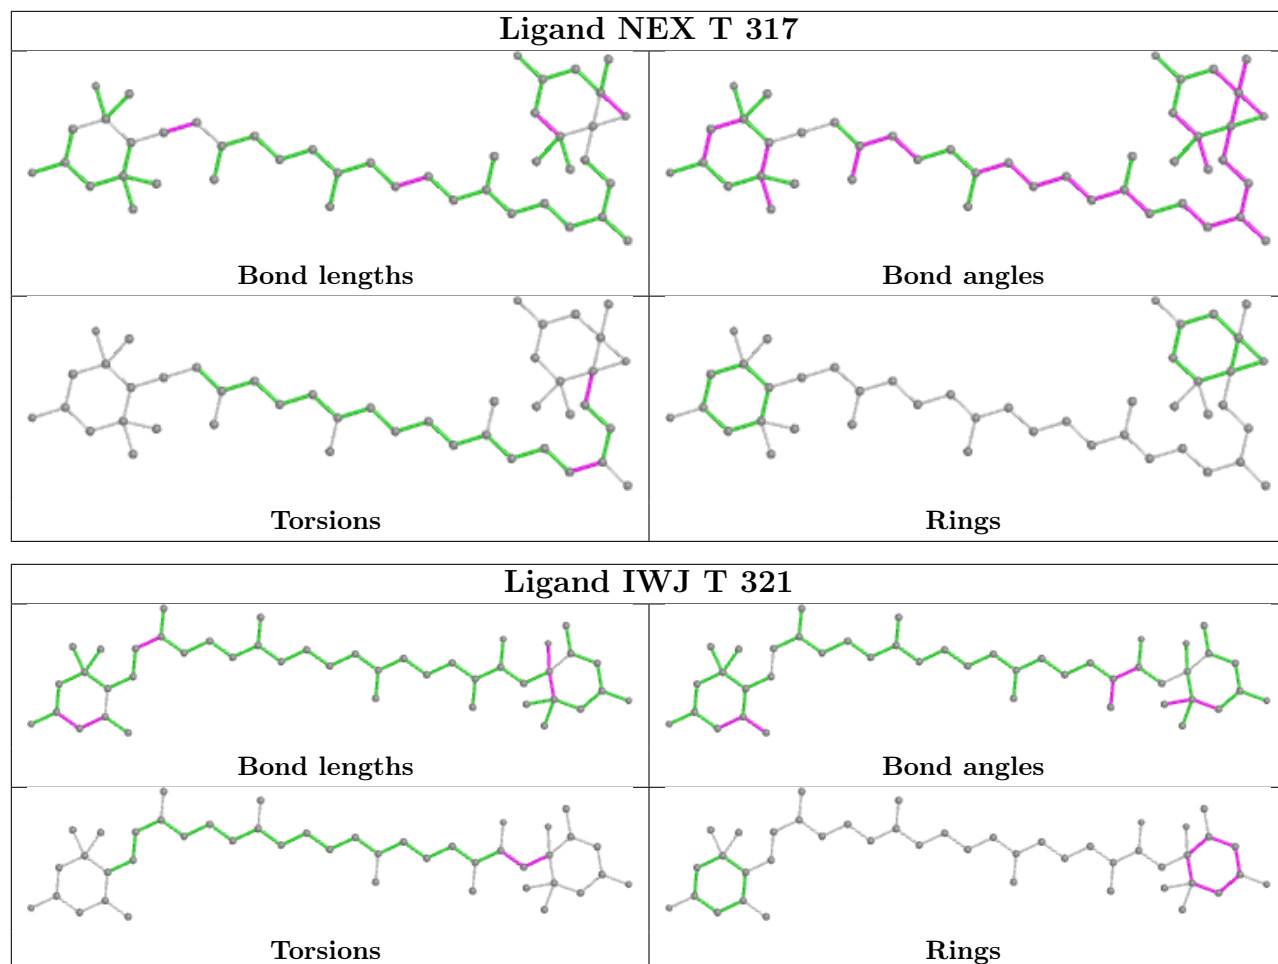 Ligand NEX T 317
Bond lengths
Bond angles
Torsions
Rings
Ligand IWJ T 321
Bond lengths
Bond angles
Torsions
Rings